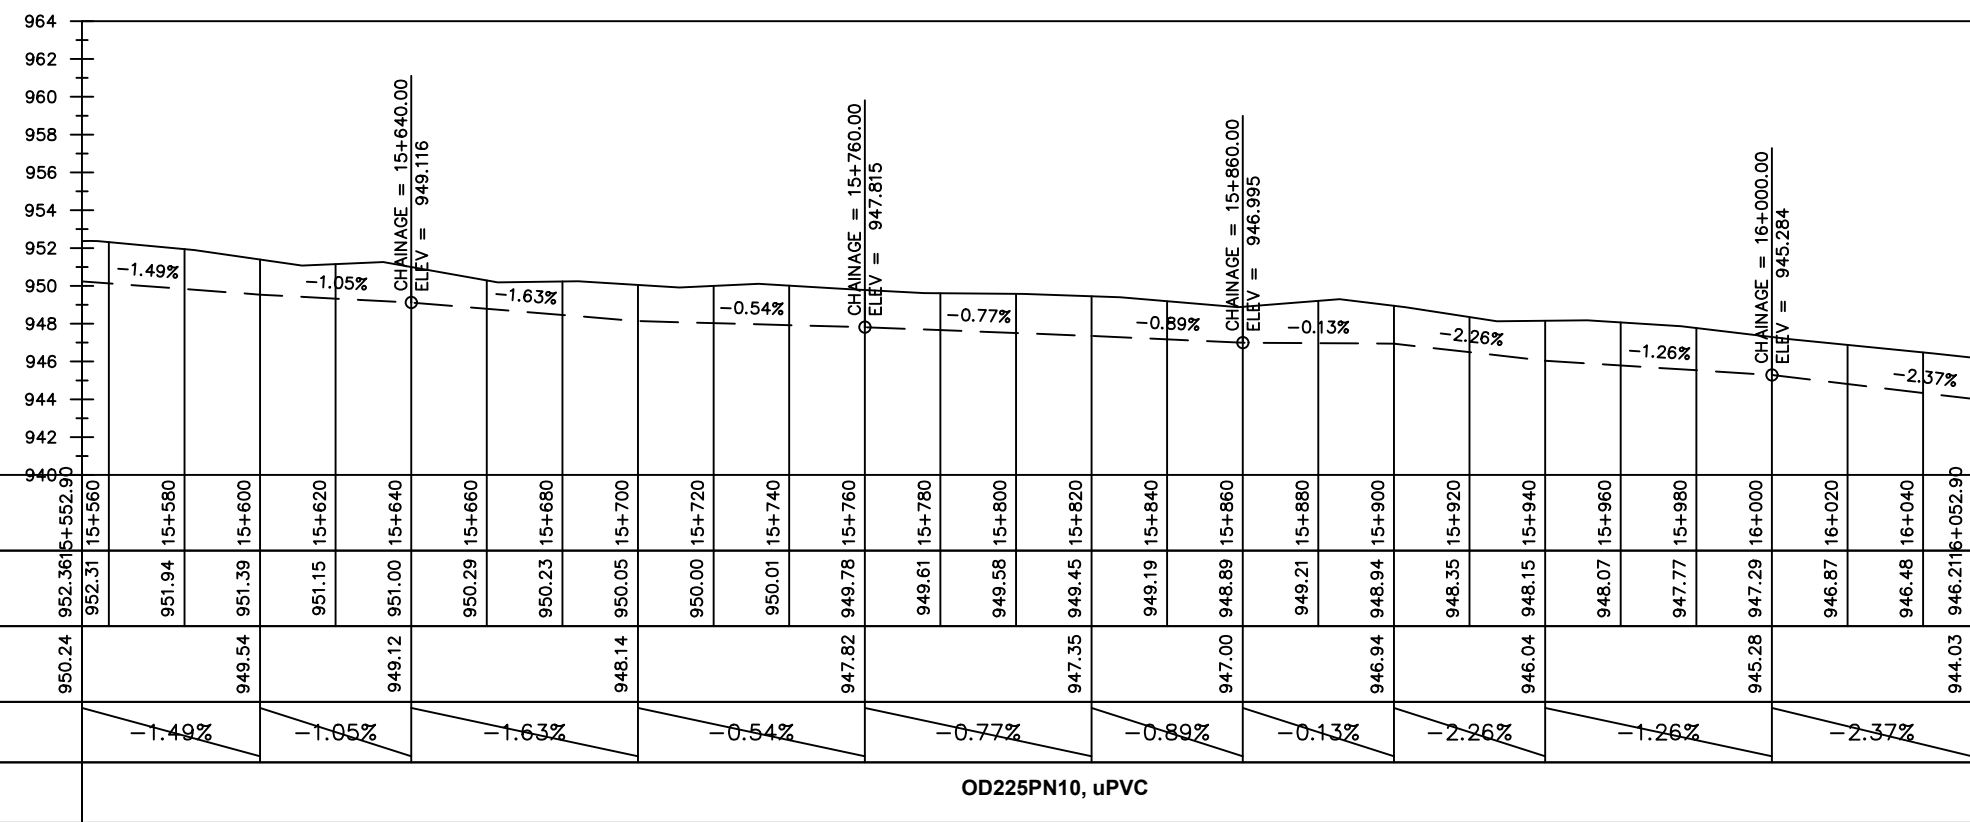 964
962
960
958
956
954
952
950
948
946
944
942
940
CHAINAGE = 15+640.00
ELEV = 949.116
CHAINAGE = 15+760.00
ELEV = 947.815
CHAINAGE = 15+860.00
ELEV = 946.995
CHAINAGE = 16+000.00
ELEV = 945.284
-1.49%
-1.05%
-1.63%
-0.54%
-0.77%
-0.89%
-0.13%
-2.26%
-1.26%
-2.37%
15+552.90 15+560 15+580 15+600 15+620 15+640 15+660 15+680 15+700 15+720 15+740 15+760 15+780 15+800 15+820 15+840 15+860 15+880 15+900 15+920 15+940 15+960 15+980 16+000 16+020 16+040 16+052.90
952.36 952.31 951.94 951.39 951.15 951.00 950.29 950.23 950.05 950.00 950.01 949.78 949.61 949.58 949.45 949.19 948.89 949.21 948.94 948.35 948.15 948.07 947.77 947.29 946.87 946.48 946.21
950.24 949.54 949.12 948.14 947.82 947.35 947.00 946.94 946.04 945.28 944.03
-1.49% -1.05% -1.63% -0.54% -0.77% -0.89% -0.13% -2.26% -1.26% -2.37%
OD225PN10, uPVC